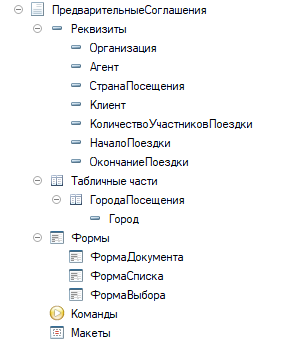 ПредварительныеСоглашения
Реквизиты
Организация
Агент
СтранаПосещения
Клиент
КоличествоУчастниковПоездки
НачалоПоездки
ОкончаниеПоездки
Табличные части
ГородаПосещения
Город
Формы
ФормаДокумента
ФормаСписка
ФормаВыбора
Команды
Макеты